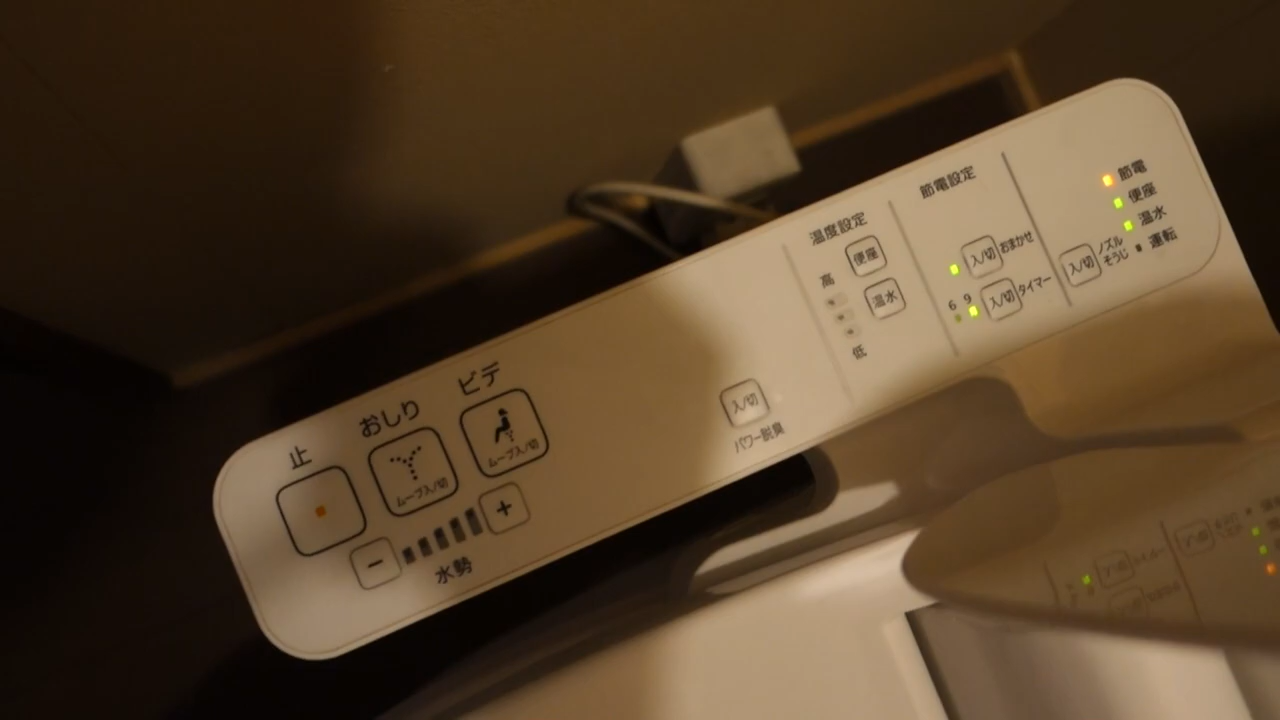 止
おしり
ムーブ入/切
ビデ
ムーブ入/切
−
+
水勢
入/切
パワー脱臭
温度設定
便座
温水
高
低
節電設定
入/切 おまかせ
6 9 入/切 タイマー
入/切 ノズル
そうじ
節電
便座
温水
運転